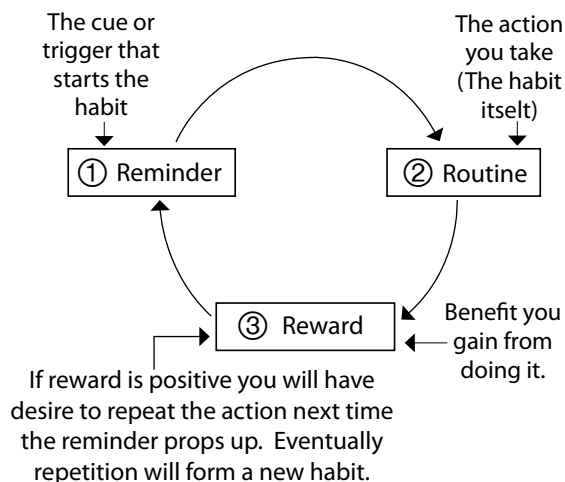 The cue or
trigger that
starts the
habit
The action
you take
(The habit
itselt)
① Reminder
② Routine
③ Reward
Benefit you
gain from
doing it.
If reward is positive you will have
desire to repeat the action next time
the reminder props up. Eventually
repetition will form a new habit.